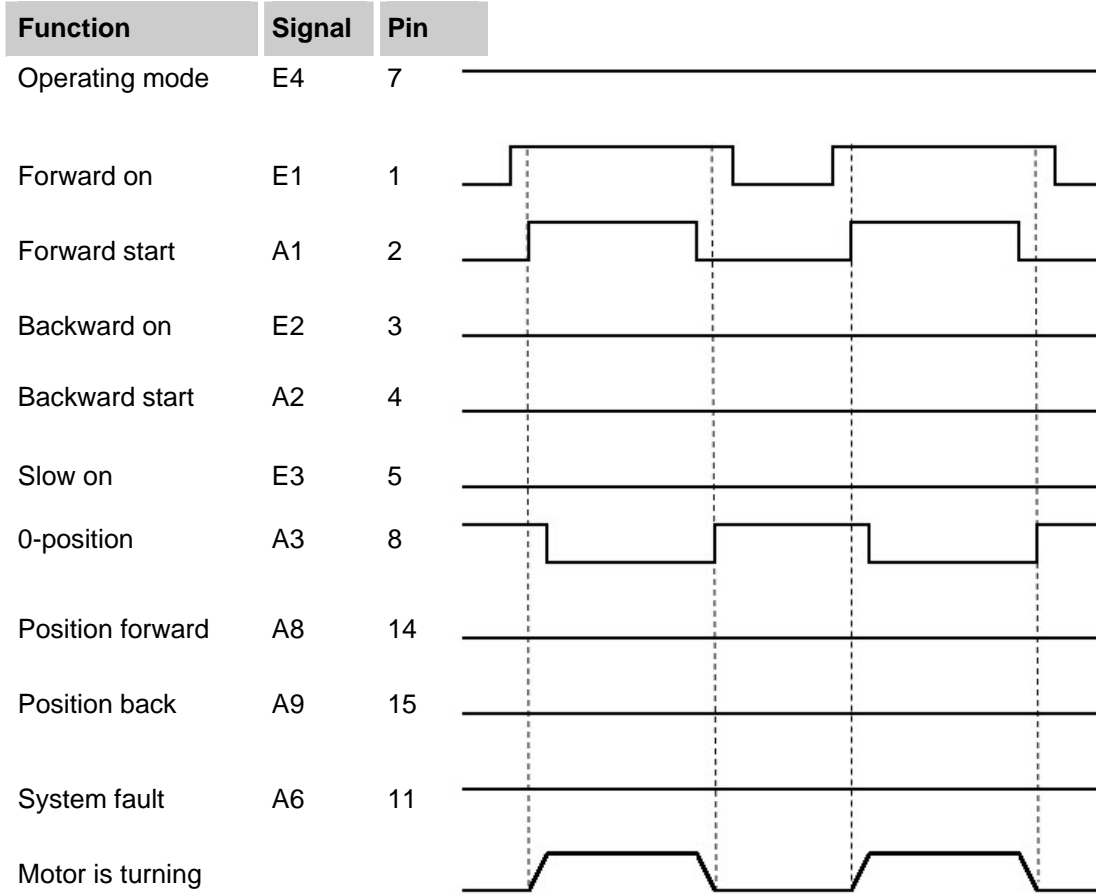 Function Signal Pin
Operating mode E4 7
Forward on E1 1
Forward start A1 2
Backward on E2 3
Backward start A2 4
Slow on E3 5
0-position A3 8
Position forward A8 14
Position back A9 15
System fault A6 11
Motor is turning